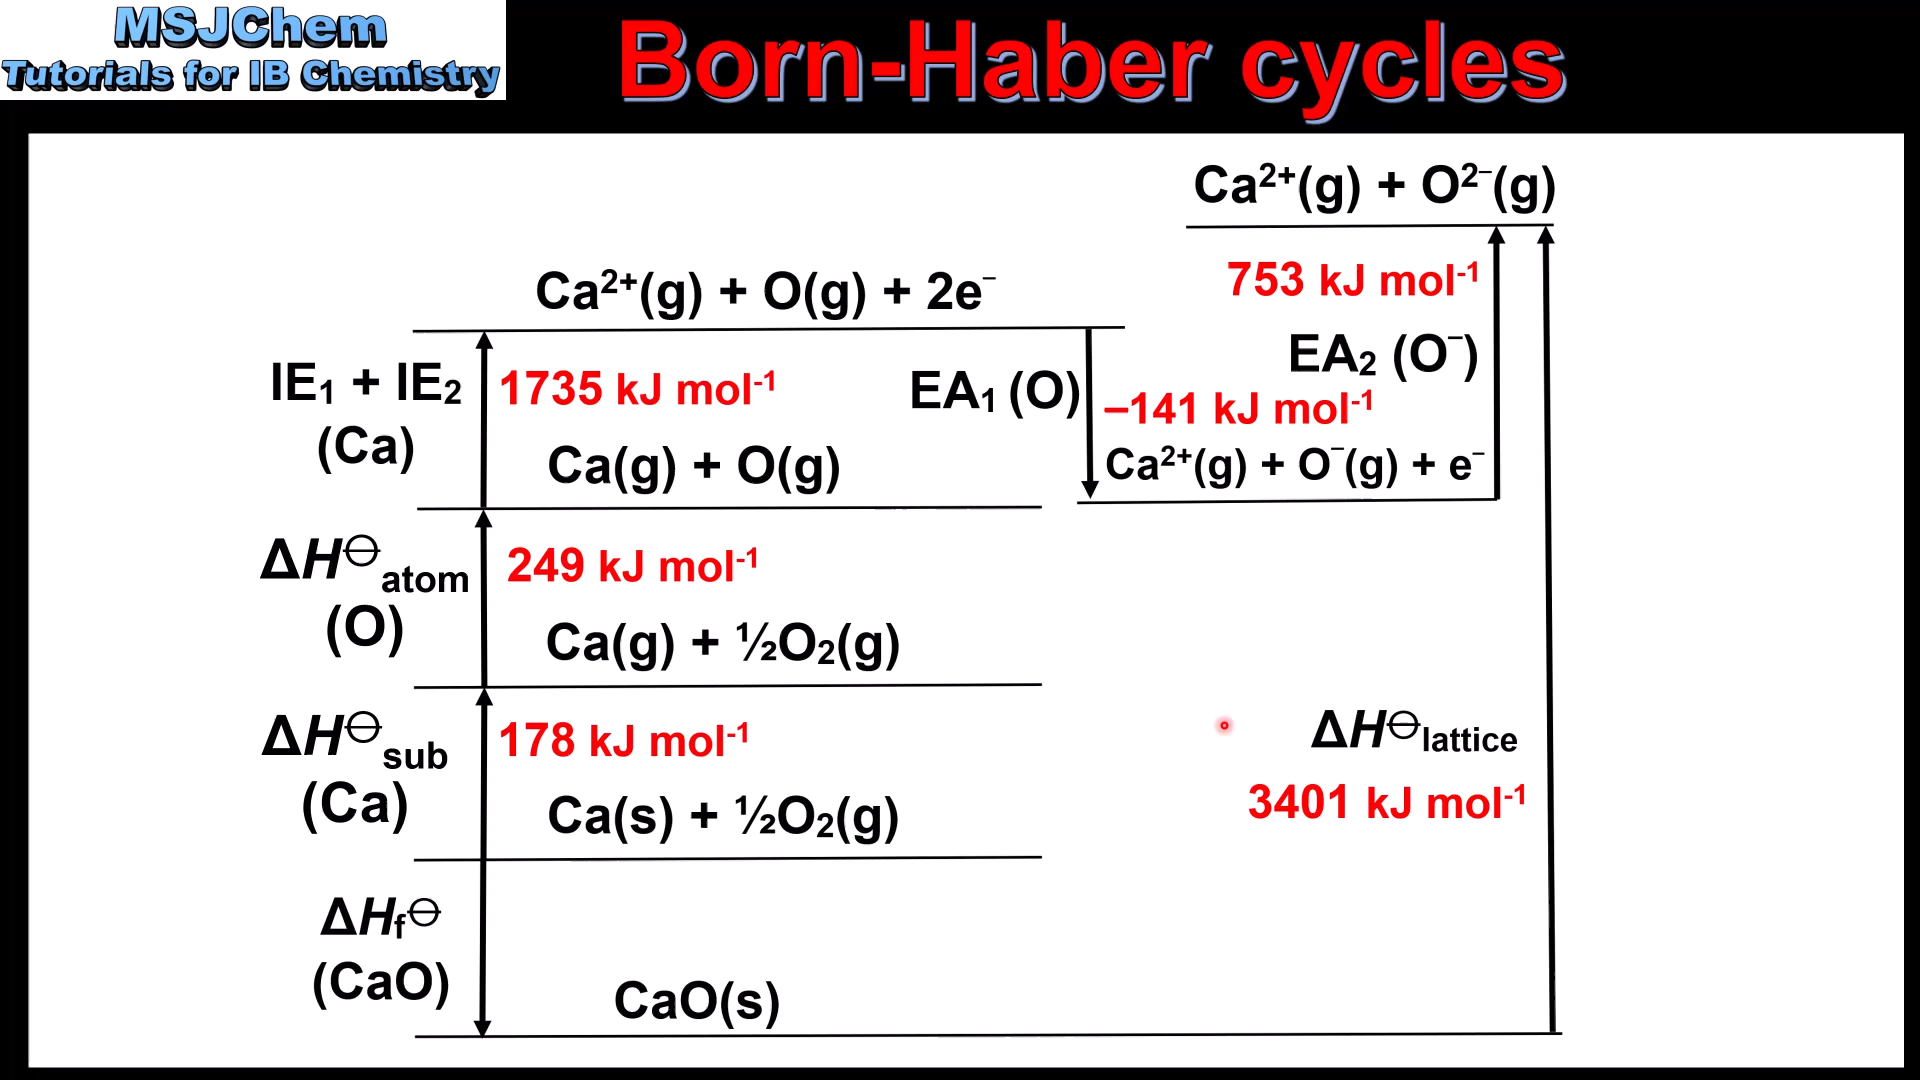 MSJChem
Tutorials for IB Chemistry
Born-Haber cycles
Ca²⁺(g) + O²⁻(g)
753 kJ mol⁻¹
EA₂ (O⁻)
Ca²⁺(g) + O(g) + 2e⁻
IE₁ + IE₂
(Ca)
1735 kJ mol⁻¹
EA₁ (O)
–141 kJ mol⁻¹
Ca(g) + O(g)
Ca²⁺(g) + O⁻(g) + e⁻
ΔH⊖atom
(O)
249 kJ mol⁻¹
Ca(g) + ½O₂(g)
ΔH⊖sub
(Ca)
178 kJ mol⁻¹
Ca(s) + ½O₂(g)
ΔH⊖lattice
3401 kJ mol⁻¹
ΔHf⊖
(CaO)
CaO(s)